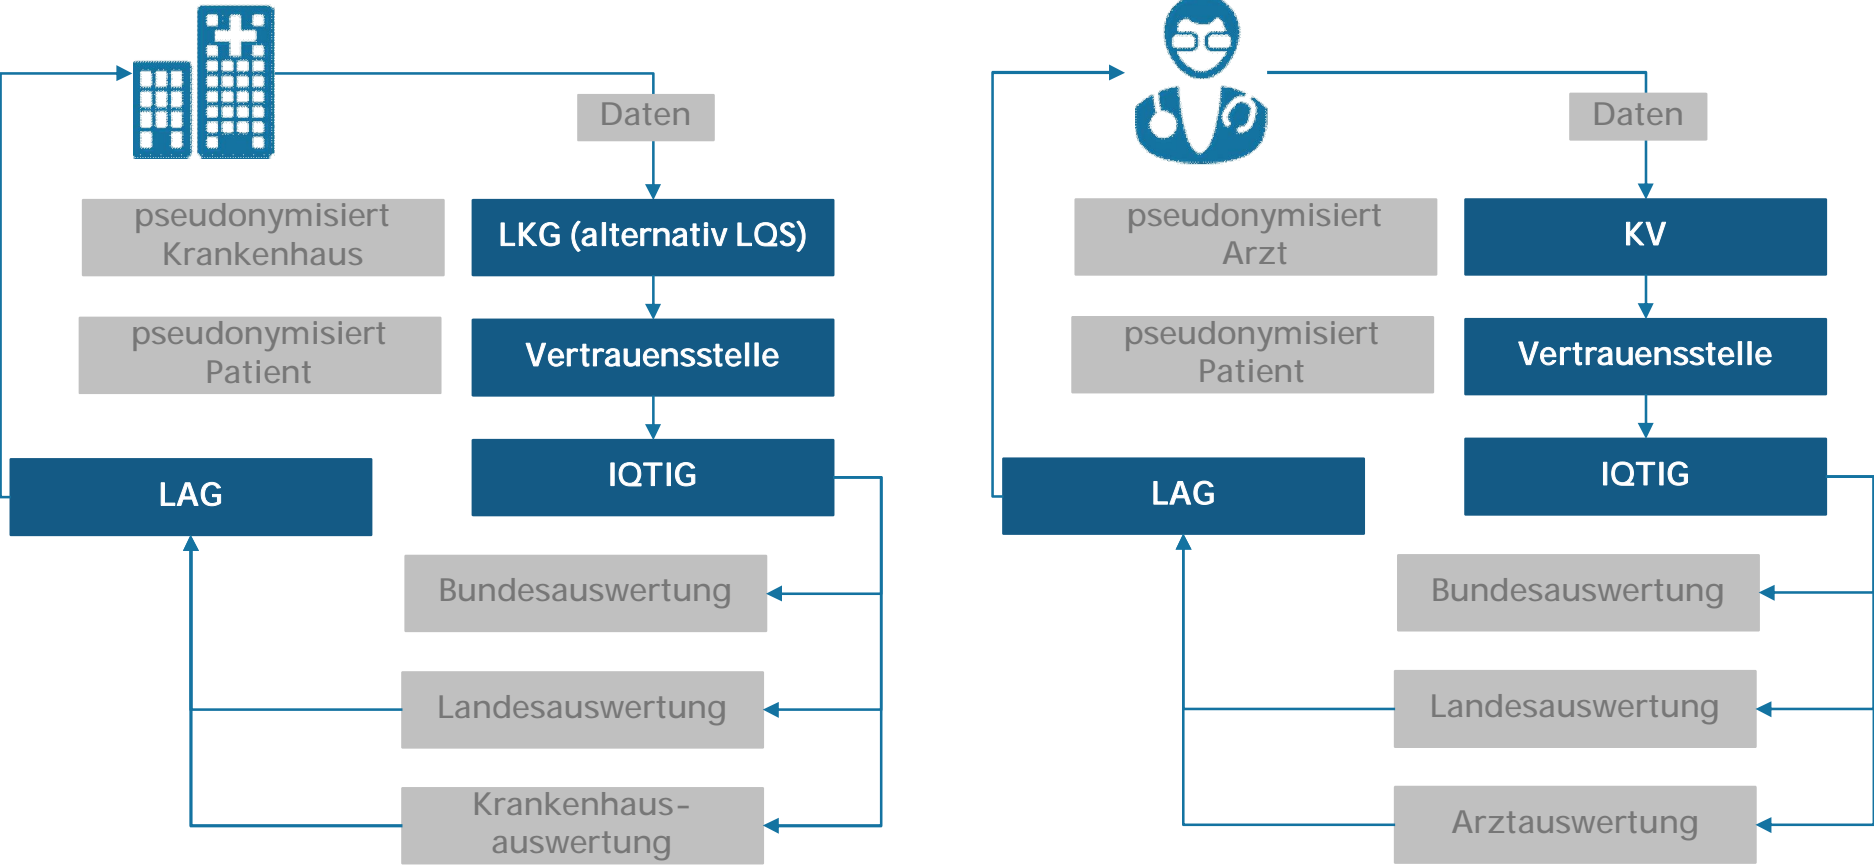 Daten
pseudonymisiert
Krankenhaus
LKG (alternativ LQS)
pseudonymisiert
Patient
Vertrauensstelle
LAG
IQTIG
Bundesauswertung
Landesauswertung
Krankenhaus-
auswertung
Daten
pseudonymisiert
Arzt
KV
pseudonymisiert
Patient
Vertrauensstelle
LAG
IQTIG
Bundesauswertung
Landesauswertung
Arztauswertung